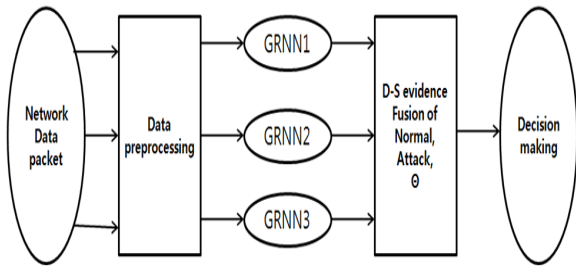 Network
Data
packet
Data
preprocessing
GRNN1
GRNN2
GRNN3
D-S evidence
Fusion of
Normal,
Attack,
Θ
Decision
making